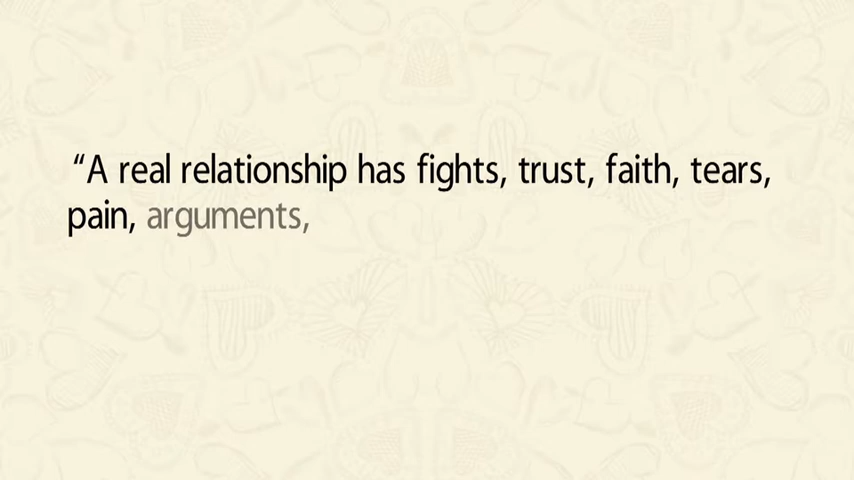 “A real relationship has fights, trust, faith, tears,
pain, arguments,